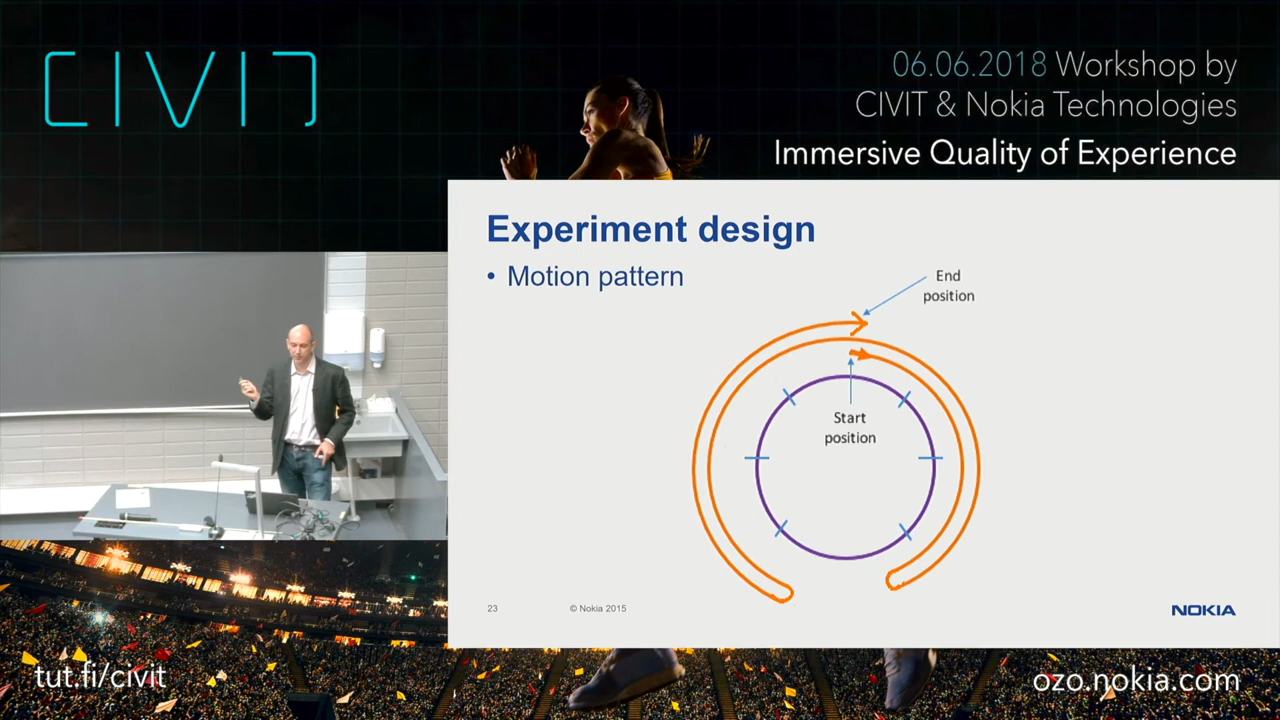 CIVIT
06.06.2018 Workshop by
CIVIT & Nokia Technologies
Immersive Quality of Experience
Experiment design
• Motion pattern
End
position
Start
position
23
© Nokia 2015
NOKIA
tut.fi/civit
ozo.nokia.com